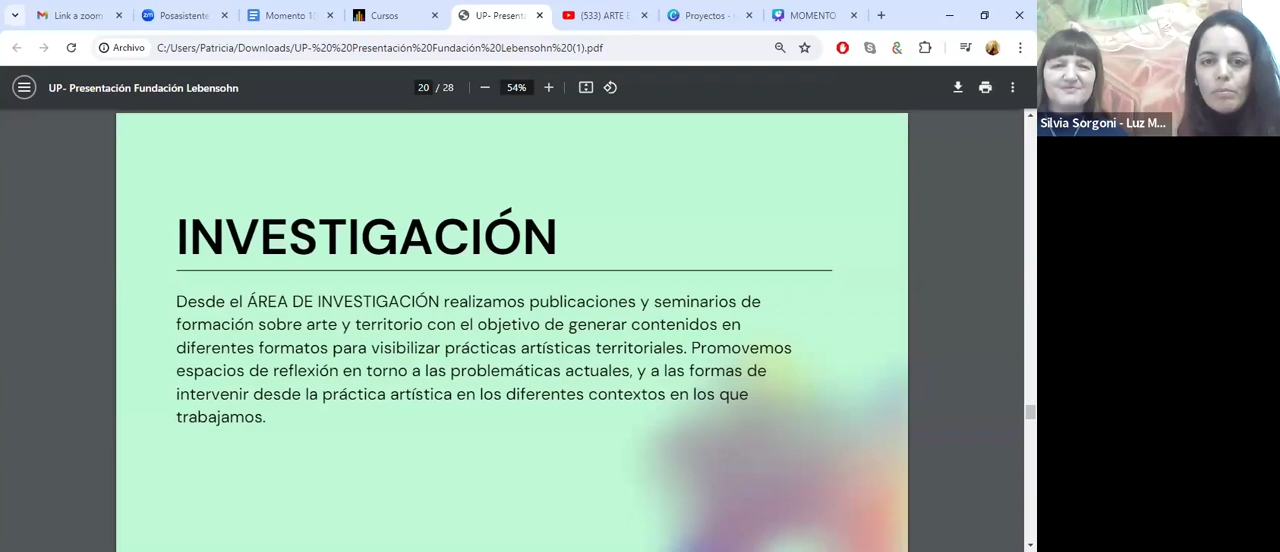 Link a zoom
Posasistente
Momento 1
Cursos
UP- Presenta
(533) ARTE E
Proyectos -
MOMENTO
Archivo
C:/Users/Patricia/Downloads/UP-%20%20Presentación%20Fundación%20Lebensohn%20(1).pdf
UP- Presentación Fundación Lebensohn
20 / 28
54%
Silvia Sorgoni - Luz M...
INVESTIGACIÓN
Desde el ÁREA DE INVESTIGACIÓN realizamos publicaciones y seminarios de
formación sobre arte y territorio con el objetivo de generar contenidos en
diferentes formatos para visibilizar prácticas artísticas territoriales. Promovemos
espacios de reflexión en torno a las problemáticas actuales, y a las formas de
intervenir desde la práctica artística en los diferentes contextos en los que
trabajamos.